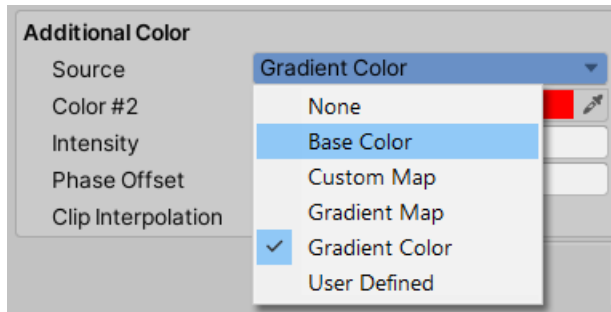 Additional Color
Source Gradient Color
Color #2 None
Intensity Base Color
Phase Offset Custom Map
Clip Interpolation Gradient Map
Gradient Color
User Defined